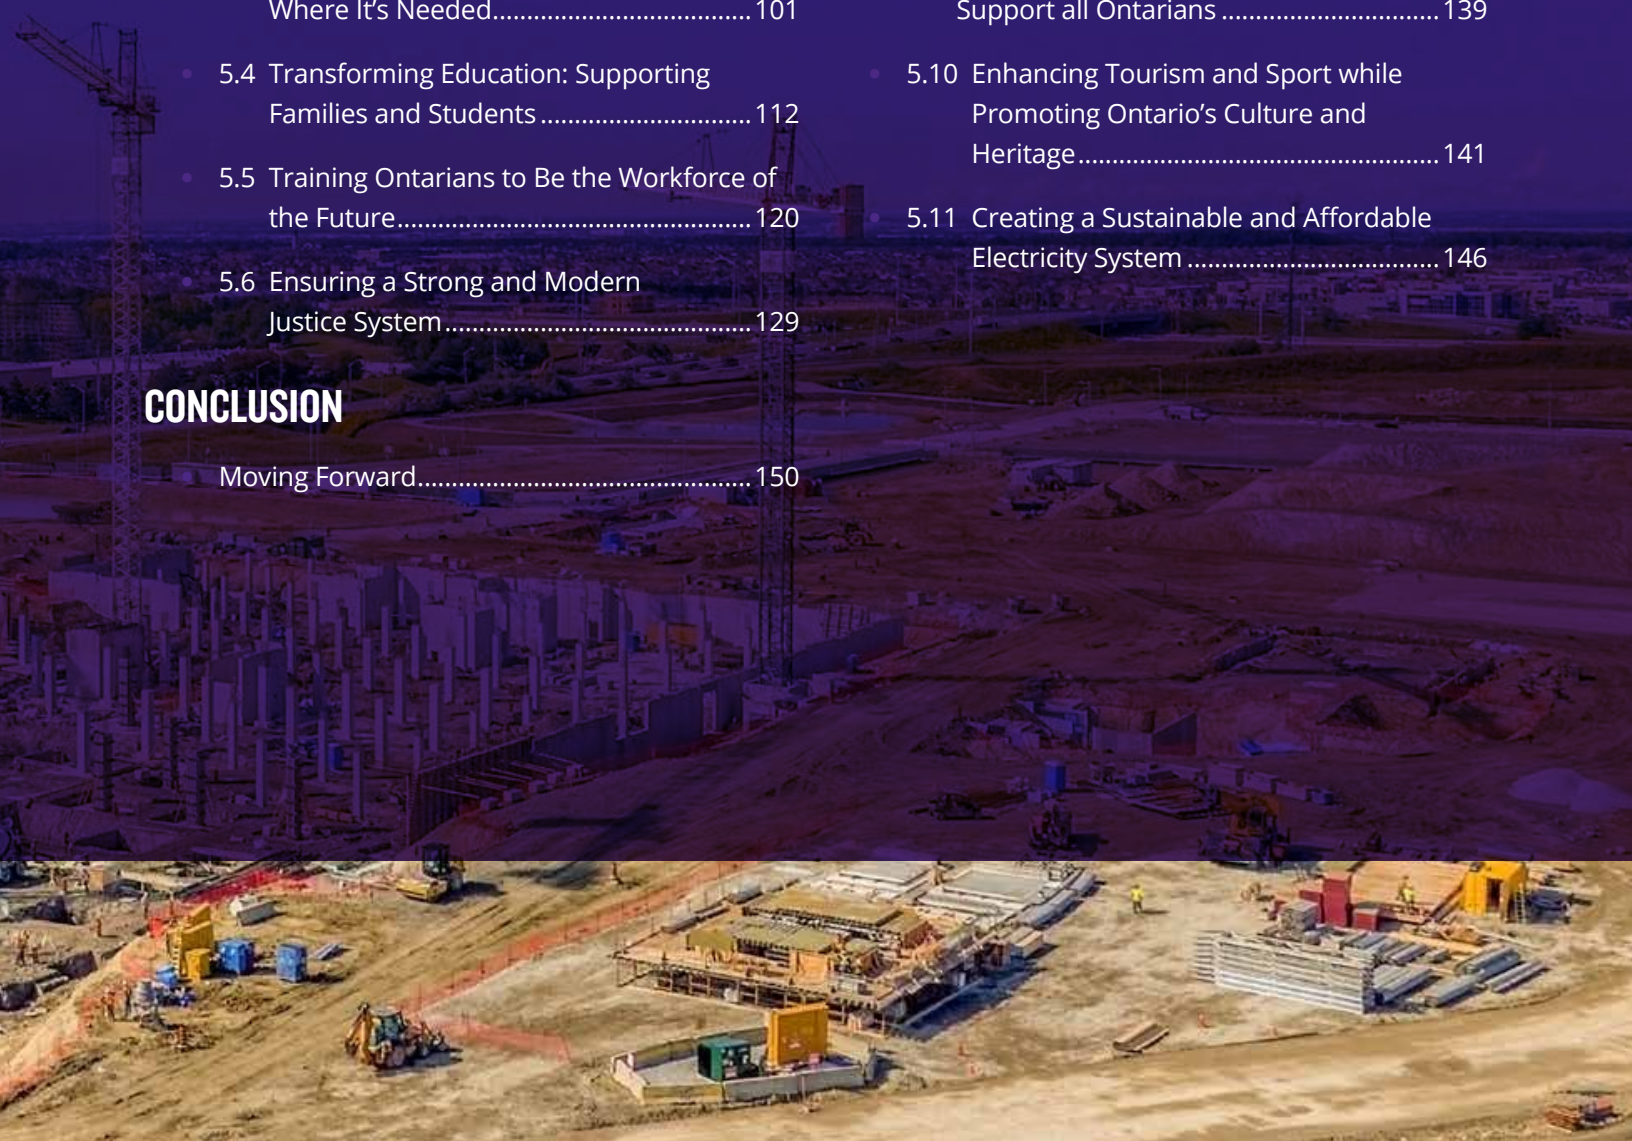 Where It’s Needed......................................101
5.4 Transforming Education: Supporting
Families and Students...............................112
5.5 Training Ontarians to Be the Workforce of
the Future....................................................120
5.6 Ensuring a Strong and Modern
Justice System.............................................129
CONCLUSION
Moving Forward.................................................150
Support all Ontarians................................139
5.10 Enhancing Tourism and Sport while
Promoting Ontario’s Culture and
Heritage.....................................................141
5.11 Creating a Sustainable and Affordable
Electricity System.....................................146